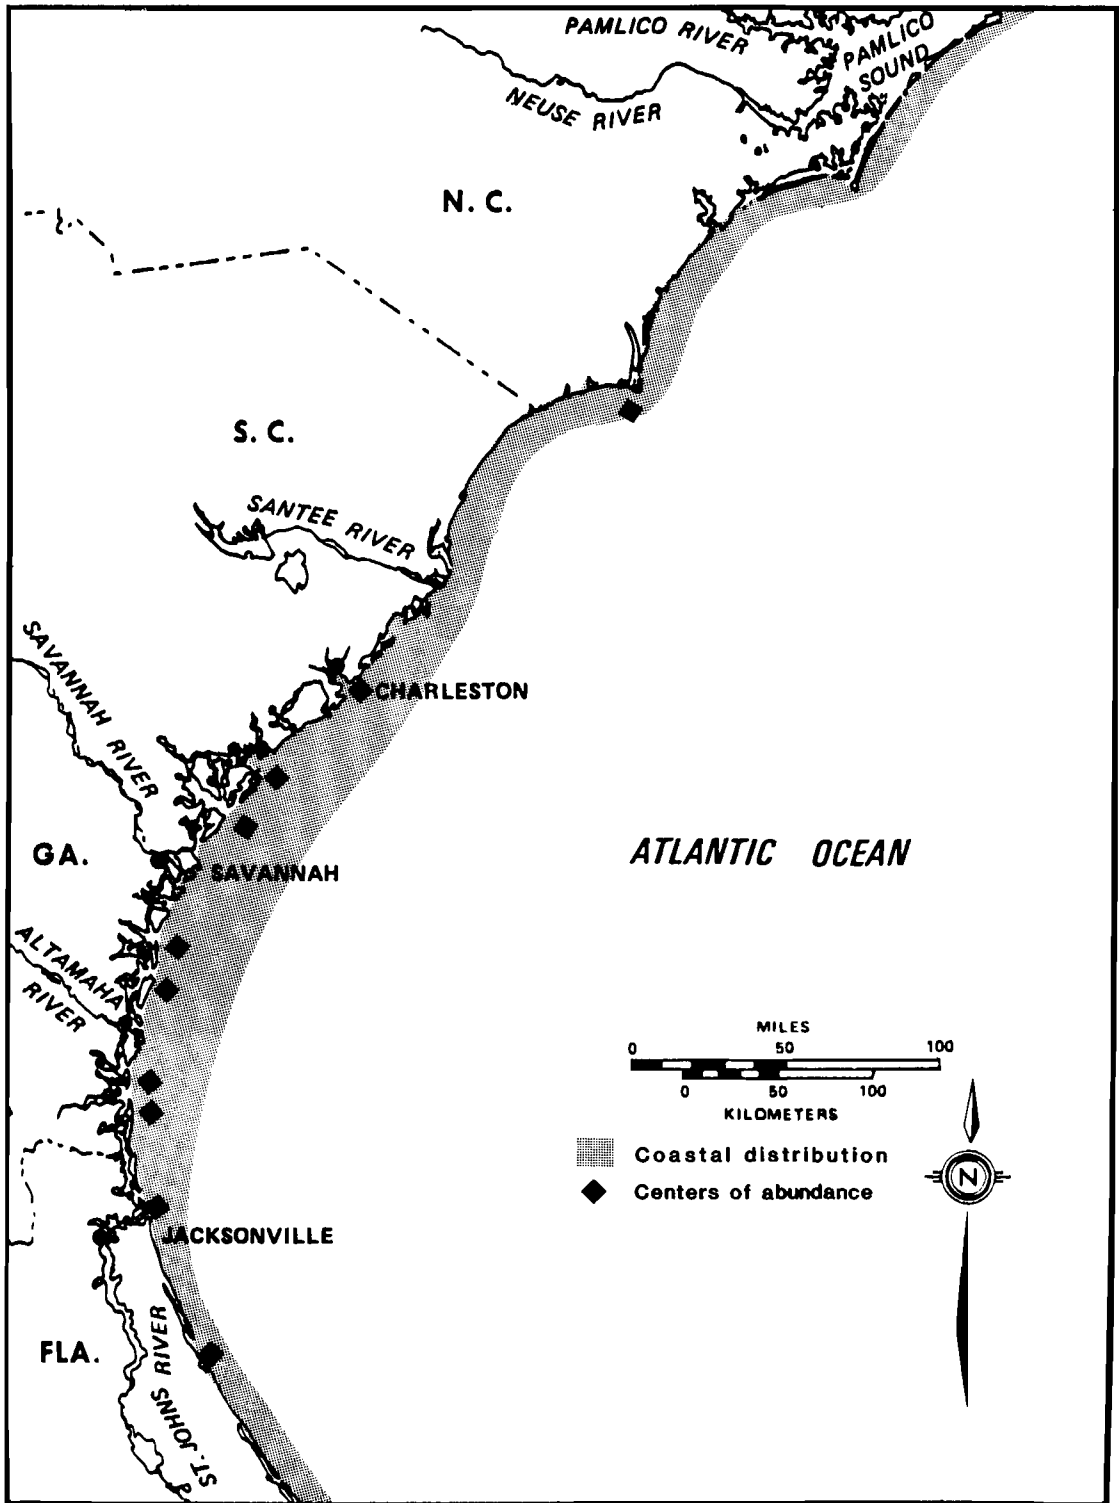 PAMLICO RIVER
PAMLICO
SOUND
NEUSE RIVER
N. C.
S. C.
SANTEE RIVER
SAVANNAH RIVER
CHARLESTON
GA.
SAVANNAH
ATLANTIC OCEAN
ALTAMAHA
RIVER
MILES
0 50 100
0 50 100
KILOMETERS
Coastal distribution
Centers of abundance
N
JACKSONVILLE
FLA.
ST. JOHNS RIVER